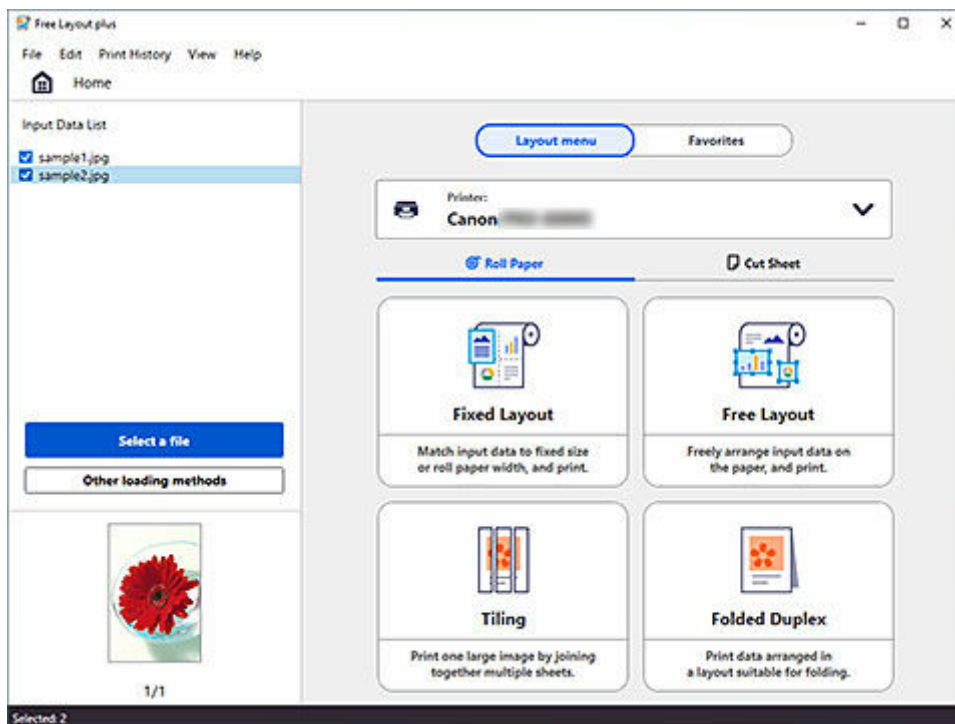 Free Layout plus
File Edit Print History View Help
Home
Input Data List
sample1.jpg
sample2.jpg
Select a file
Other loading methods
1/1
Selected: 2
Layout menu
Favorites
Printer:
Canon
Roll Paper
Cut Sheet
Fixed Layout
Match input data to fixed size
or roll paper width, and print.
Free Layout
Freely arrange input data on
the paper, and print.
Tiling
Print one large image by joining
together multiple sheets.
Folded Duplex
Print data arranged in
a layout suitable for folding.